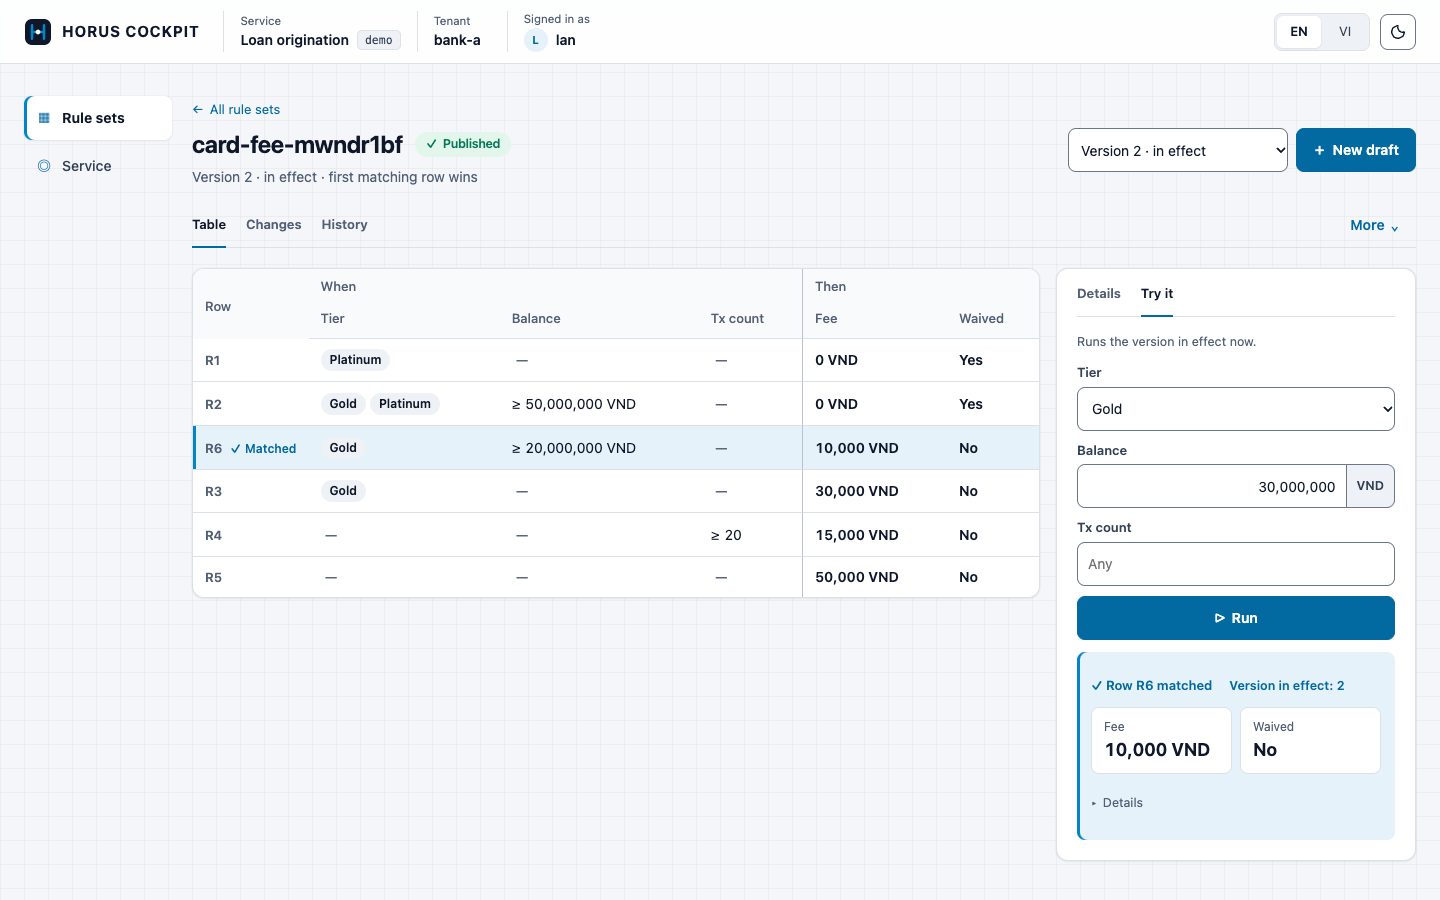 HORUS COCKPIT
Service
Loan origination demo
Tenant
bank-a
Signed in as
L lan
EN VI
Rule sets
Service
← All rule sets
card-fee-mwndr1bf ✓ Published
Version 2 · in effect · first matching row wins
Version 2 · in effect
+ New draft
Table Changes History
More
Row When Then
Tier Balance Tx count Fee Waived
R1 Platinum — — 0 VND Yes
R2 Gold Platinum ≥ 50,000,000 VND — 0 VND Yes
R6 ✓ Matched Gold ≥ 20,000,000 VND — 10,000 VND No
R3 Gold — — 30,000 VND No
R4 — — ≥ 20 15,000 VND No
R5 — — — 50,000 VND No
Details Try it
Runs the version in effect now.
Tier
Gold
Balance
30,000,000 VND
Tx count
Any
Run
✓ Row R6 matched Version in effect: 2
Fee
10,000 VND
Waived
No
Details